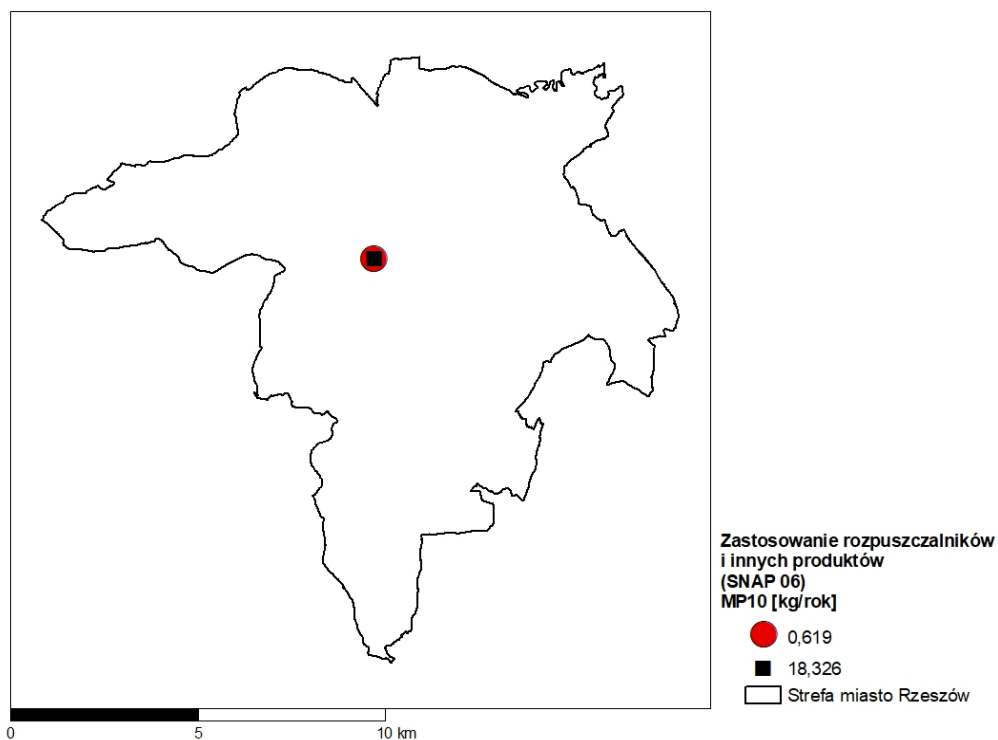 Zastosowanie rozpuszczalników
i innych produktów
(SNAP 06)
MP10 [kg/rok]
0,619
18,326
Strefa miasto Rzeszów
0 5 10 km